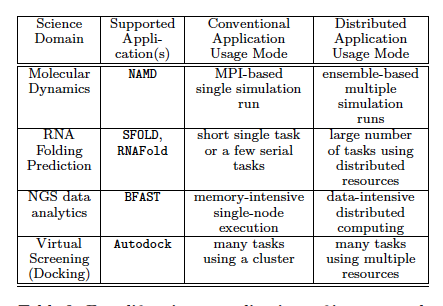 Science Supported Conventional Distributed
Domain Appli- Application Application
cation(s) Usage Mode Usage Mode
Molecular NAMD MPI-based ensemble-based
Dynamics single simulation multiple
run simulation
runs
RNA SFOLD, short single task large number
Folding RNAFold or a few serial of tasks using
Prediction tasks distributed
resources
NGS data BFAST memory-intensive data-intensive
analytics single-node distributed
execution computing
Virtual Autodock many tasks many tasks
Screening using a cluster using multiple
(Docking) resources